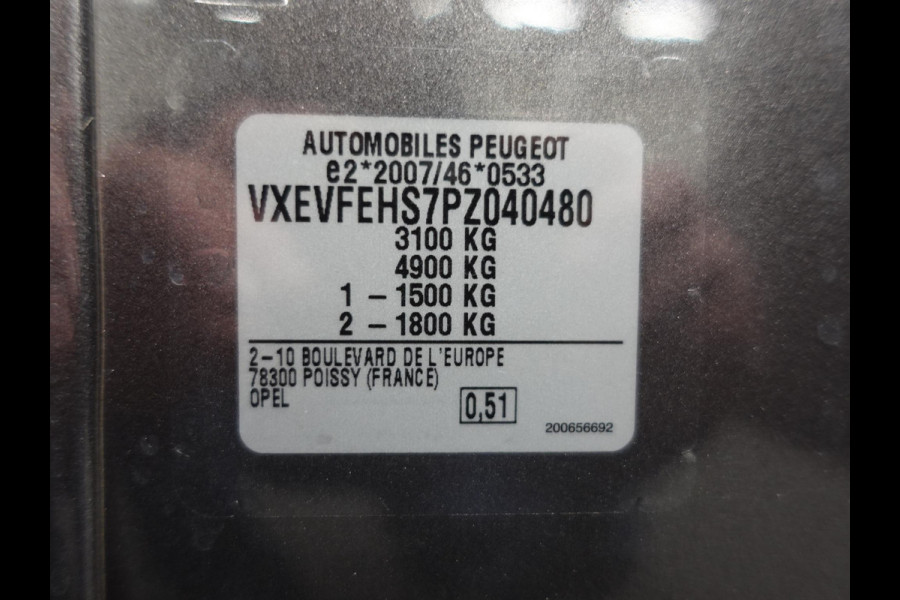 AUTOMOBILES PEUGEOT
e2*2007/46*0533
VXEVFEHS7PZ040480
3100 KG
4900 KG
1 – 1500 KG
2 – 1800 KG
2–10 BOULEVARD DE L'EUROPE
78300 POISSY (FRANCE)
OPEL
0,51
200656692